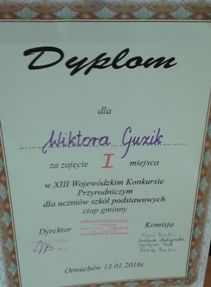 Dyplom
dla
Wiktora Guzik
za zajęcie I miejsca
w XIII Wojewódzkim Konkursie
Przyrodniczym
dla uczniów szkół podstawowych
etap gminny
Dyrektor
Komisja
Otmuchów 13.01.2016r.